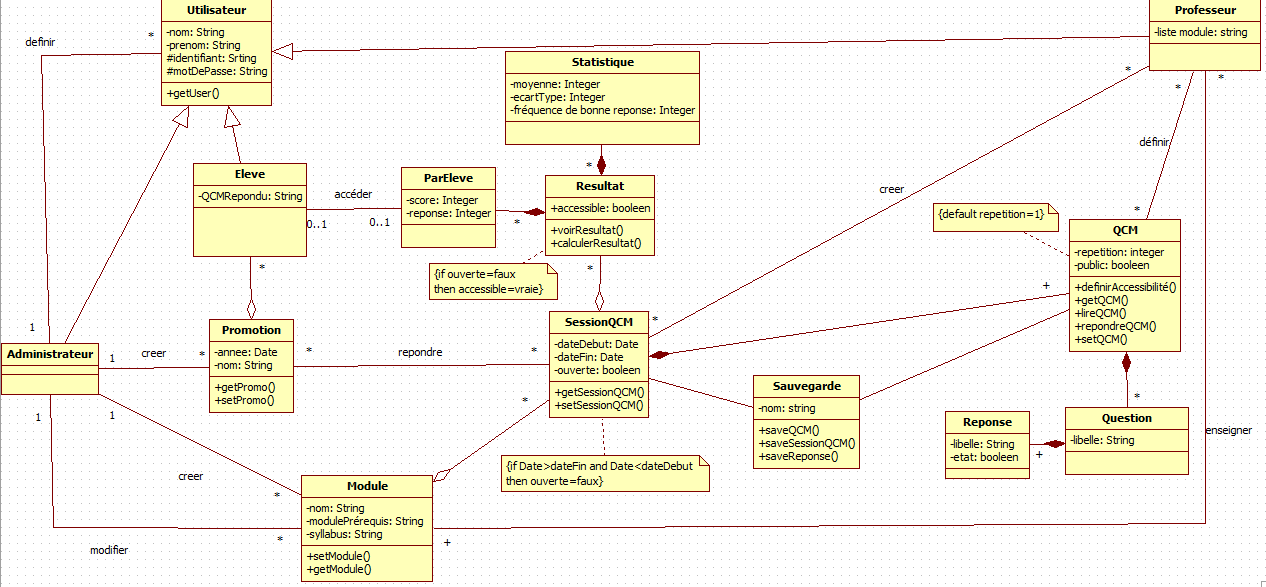 Utilisateur
-nom: String
-prenom: String
#identifiant: Srting
#motDePasse: String
+getUser()
Professeur
-liste module: string
definir
*
Statistique
-moyenne: Integer
-ecartType: Integer
-fréquence de bonne reponse: Integer
*
*
*
définir
*
Eleve
-QCMRepondu: String
accéder
0..1
0..1
ParEleve
-score: Integer
-reponse: Integer
*
*
Resultat
+accessible: booleen
+voirResultat()
+calculerResultat()
creer
{default repetition=1}
*
QCM
-repetition: integer
-public: booleen
+definirAccessibilité()
+getQCM()
+lireQCM()
+repondreQCM()
+setQCM()
{if ouverte=faux
then accessible=vraie}
*
*
+
1
Promotion
-annee: Date
-nom: String
+getPromo()
+setPromo()
SessionQCM
-dateDebut: Date
-dateFin: Date
-ouverte: booleen
+getSessionQCM()
+setSessionQCM()
*
Administrateur
1
creer
*
*
repondre
*
*
Sauvegarde
-nom: string
+saveQCM()
+saveSessionQCM()
+saveReponse()
*
Question
-libelle: String
Reponse
-libelle: String
-etat: booleen
+
enseigner
1
1
{if Date>dateFin and Date<dateDebut
then ouverte=faux}
creer
*
Module
-nom: String
-modulePrérequis: String
-syllabus: String
+setModule()
+getModule()
*
+
modifier